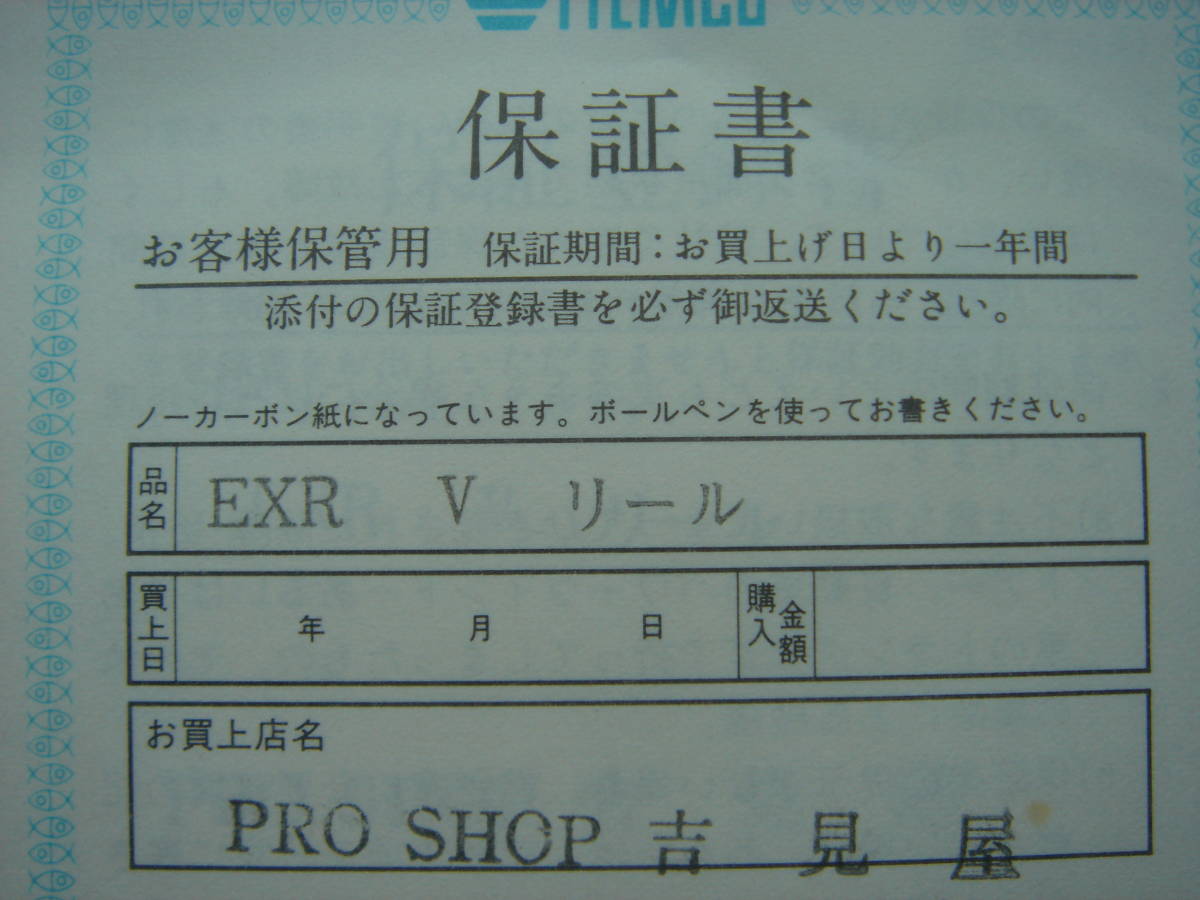 保証書
お客様保管用 保証期間:お買上げ日より一年間
添付の保証登録書を必ず御返送ください。
ノーカーボン紙になっています。ボールペンを使ってお書きください。
品名 EXR V リール
買上日 年 月 日 購入金額
お買上店名
PRO SHOP 吉見屋